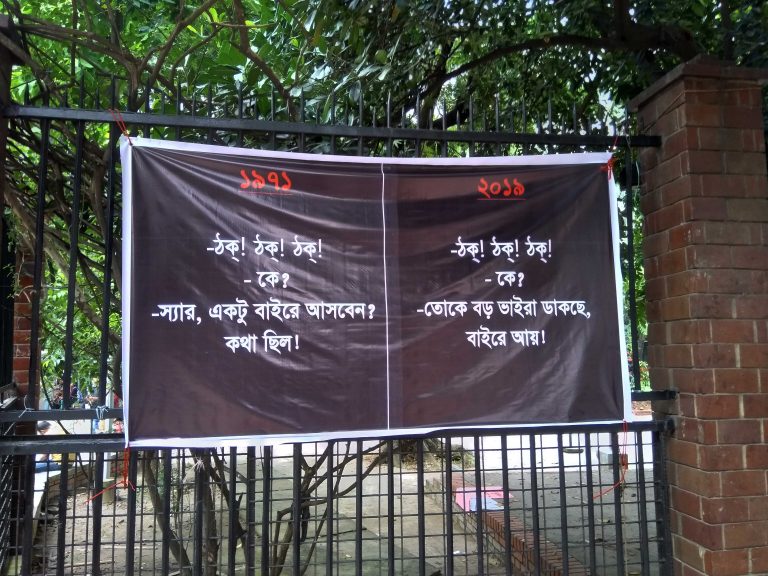 ১৯৭১
-ঠক্! ঠক্! ঠক্!
- কে?
-স্যার, একটু বাইরে আসবেন?
কথা ছিল!
২০১৯
-ঠক্! ঠক্! ঠক্!
- কে?
-তোকে বড় ভাইরা ডাকছে,
বাইরে আয়!